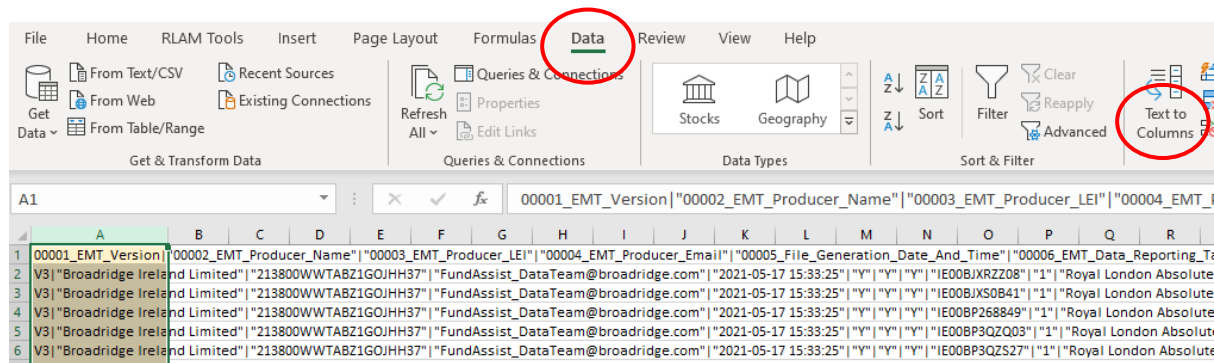 File Home RLAM Tools Insert Page Layout Formulas Data Review View Help
From Text/CSV Recent Sources Queries & Connections Clear
From Web Existing Connections Properties Reapply
Get Data From Table/Range Refresh All Edit Links Stocks Geography Sort Filter Advanced Text to Columns
Get & Transform Data Queries & Connections Data Types Sort & Filter
A1 fx 00001_EMT_Version|"00002_EMT_Producer_Name"|"00003_EMT_Producer_LEI"|"00004_EMT_
A B C D E F G H I J K L M N O P Q R
1 00001_EMT_Version|"00002_EMT_Producer_Name"|"00003_EMT_Producer_LEI"|"00004_EMT_Producer_Email"|"00005_File_Generation_Date_And_Time"|"00006_EMT_Data_Reporting_Ta
2 V3|"Broadridge Ireland Limited"|"213800WWTABZ1GOJHH37"|"FundAssist_DataTeam@broadridge.com"|"2021-05-17 15:33:25"|"Y"|"Y"|"Y"|"IE00BJXRZZ08"|"1"|"Royal London Absolute
3 V3|"Broadridge Ireland Limited"|"213800WWTABZ1GOJHH37"|"FundAssist_DataTeam@broadridge.com"|"2021-05-17 15:33:25"|"Y"|"Y"|"Y"|"IE00BJXS0B41"|"1"|"Royal London Absolute
4 V3|"Broadridge Ireland Limited"|"213800WWTABZ1GOJHH37"|"FundAssist_DataTeam@broadridge.com"|"2021-05-17 15:33:25"|"Y"|"Y"|"Y"|"IE00BP268849"|"1"|"Royal London Absolute
5 V3|"Broadridge Ireland Limited"|"213800WWTABZ1GOJHH37"|"FundAssist_DataTeam@broadridge.com"|"2021-05-17 15:33:25"|"Y"|"Y"|"Y"|"IE00BP3QZQ03"|"1"|"Royal London Absolute
6 V3|"Broadridge Ireland Limited"|"213800WWTABZ1GOJHH37"|"FundAssist_DataTeam@broadridge.com"|"2021-05-17 15:33:25"|"Y"|"Y"|"Y"|"IE00BP3QZS27"|"1"|"Royal London Absolute